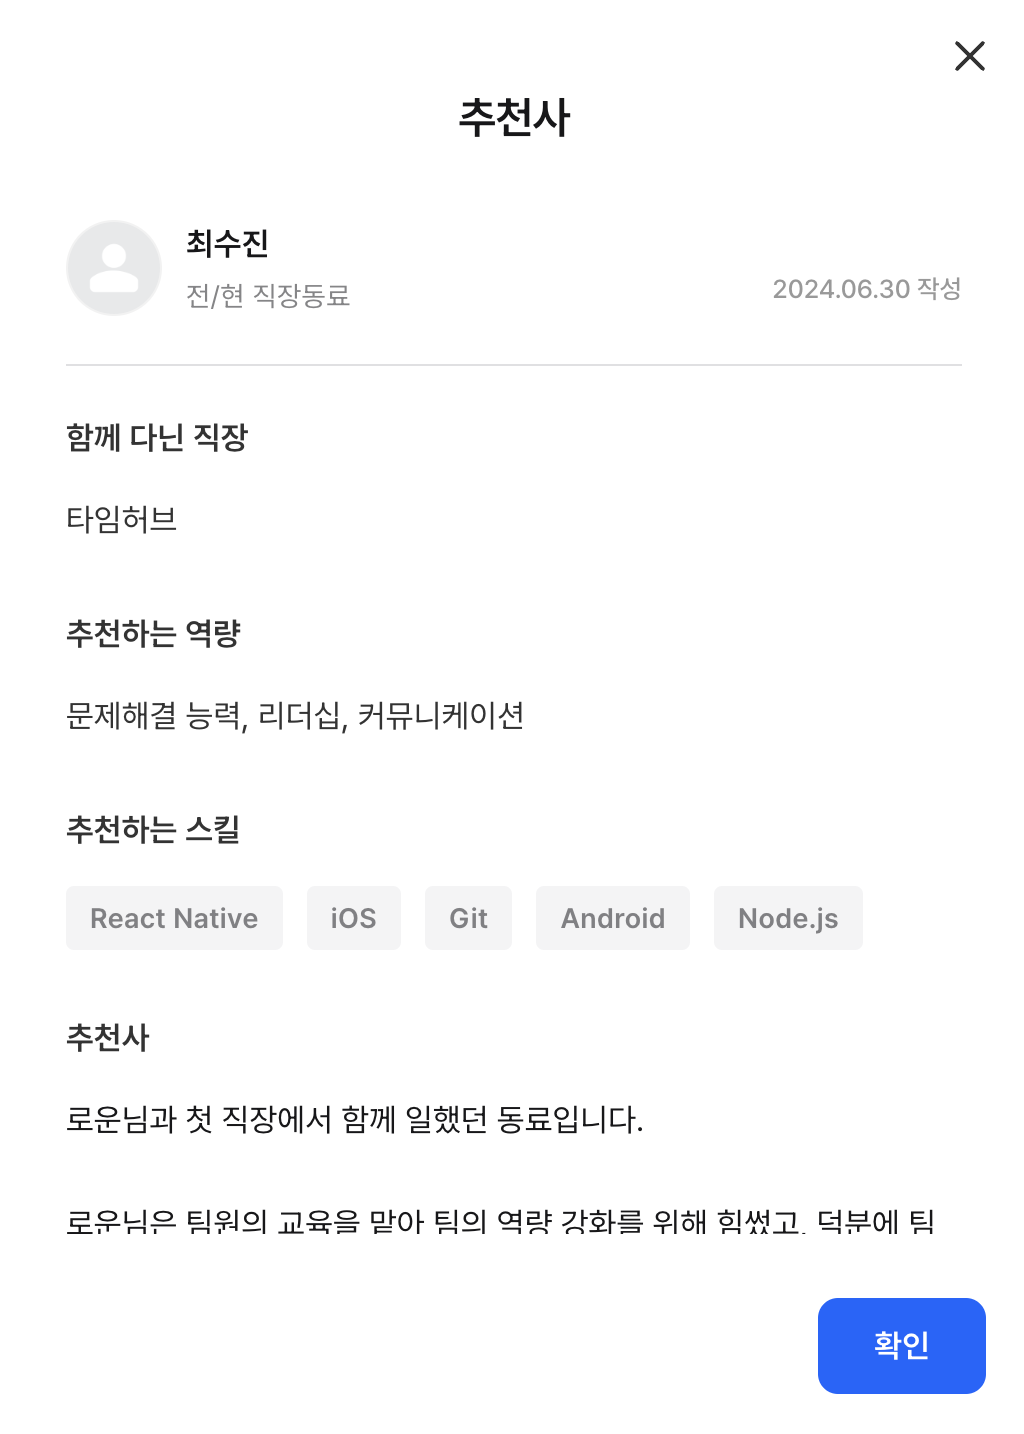 추천사
최수진
전/현 직장동료
2024.06.30 작성
함께 다닌 직장
타임허브
추천하는 역량
문제해결 능력, 리더십, 커뮤니케이션
추천하는 스킬
React Native iOS Git Android Node.js
추천사
로운님과 첫 직장에서 함께 일했던 동료입니다.
로운님은 팀원의 교육을 맡아 팀의 역량 강화를 위해 힘썼고, 덕분에 팀
확인